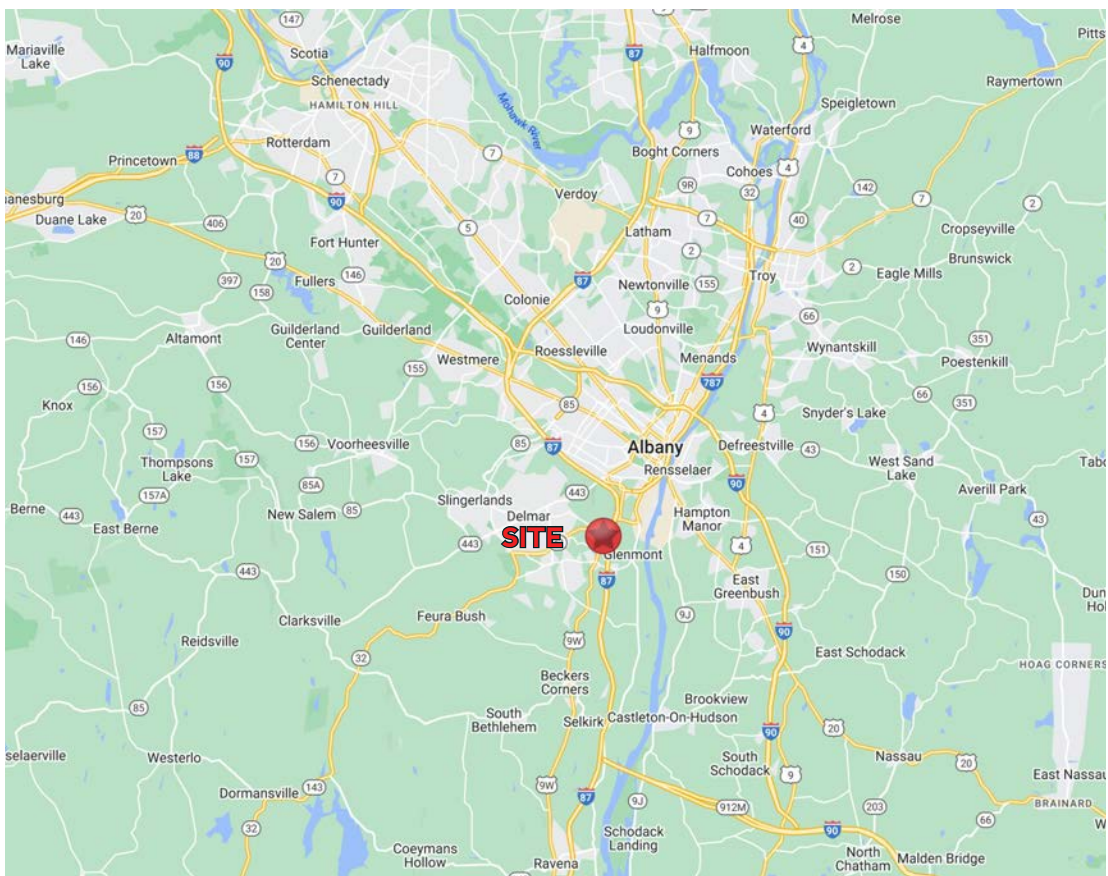 147
Melrose
Mariaville
Lake
Scotia
87
Halfmoon
4
Pitts
90
Schenectady
Raymertown
HAMILTON HILL
Mohawk River
9
Speigletown
Waterford
Rotterdam
7
Boght Corners
4
88
Princetown
7
Cohoes
anesburg
90
Verdoy
9R
32
142
7
2
20
Duane Lake
406
5
7
40
Cropseyville
Fort Hunter
Latham
2
Brunswick
20
146
87
Newtonville
155
Troy
2
Eagle Mills
397
Fullers
158
Colonie
9
66
Guilderland
Center
Guilderland
Loudonville
351
146
Altamont
Westmere
Roessleville
Menands
Wynantskill
Poestenkill
156
156
155
787
66
351
Knox
85
4
Snyder's Lake
157
156
Voorheesville
85
87
Albany
Defreestville
43
Thompsons
Lake
157
Rensselaer
West Sand
Lake
Tabo
157A
85A
Slingerlands
443
90
Averill Park
Berne
443
East Berne
New Salem
85
Delmar
Hampton
Manor
43
443
SITE
Glenmont
4
151
443
87
East
Greenbush
150
Dun
Hol
Clarksville
Feura Bush
9J
90
Reidsville
32
9W
East Schodack
HOAG CORNERS
Beckers
Corners
85
South
Bethlehem
Selkirk
Castleton-On-Hudson
Brookview
90
20
selaerville
Westerlo
South
Schodack
9
Nassau
20
East Nassau
Dormansville
143
9W
87
9J
912M
203
BRAINARD
32
90
66
W
Coeymans
Hollow
Schodack
Landing
North
Chatham
Malden Bridge
Ravena